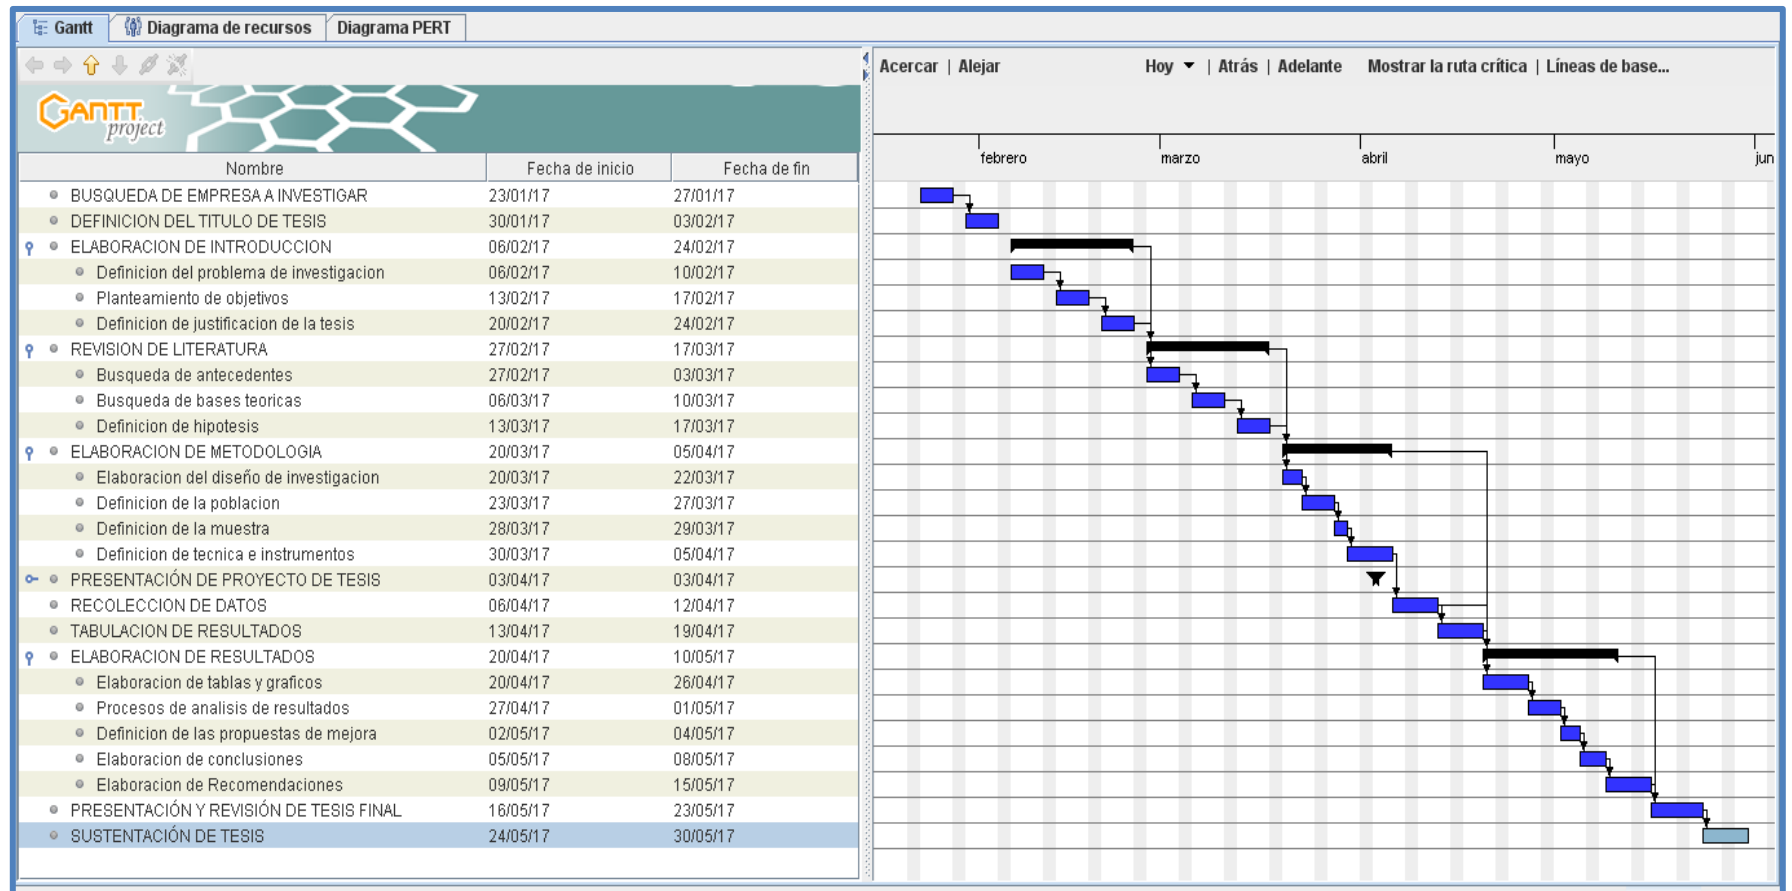 Gantt Diagrama de recursos Diagrama PERT
Acercar | Alejar Hoy | Atrás | Adelante Mostrar la ruta crítica | Líneas de base...
GANTT project
febrero marzo abril mayo jun
Nombre Fecha de inicio Fecha de fin
BUSQUEDA DE EMPRESA A INVESTIGAR 23/01/17 27/01/17
DEFINICION DEL TITULO DE TESIS 30/01/17 03/02/17
ELABORACION DE INTRODUCCION 06/02/17 24/02/17
Definicion del problema de investigacion 06/02/17 10/02/17
Planteamiento de objetivos 13/02/17 17/02/17
Definicion de justificacion de la tesis 20/02/17 24/02/17
REVISION DE LITERATURA 27/02/17 17/03/17
Busqueda de antecedentes 27/02/17 03/03/17
Busqueda de bases teoricas 06/03/17 10/03/17
Definicion de hipotesis 13/03/17 17/03/17
ELABORACION DE METODOLOGIA 20/03/17 05/04/17
Elaboracion del diseño de investigacion 20/03/17 22/03/17
Definicion de la poblacion 23/03/17 27/03/17
Definicion de la muestra 28/03/17 29/03/17
Definicion de tecnica e instrumentos 30/03/17 05/04/17
PRESENTACIÓN DE PROYECTO DE TESIS 03/04/17 03/04/17
RECOLECCION DE DATOS 06/04/17 12/04/17
TABULACION DE RESULTADOS 13/04/17 19/04/17
ELABORACION DE RESULTADOS 20/04/17 10/05/17
Elaboracion de tablas y graficos 20/04/17 26/04/17
Procesos de analisis de resultados 27/04/17 01/05/17
Definicion de las propuestas de mejora 02/05/17 04/05/17
Elaboracion de conclusiones 05/05/17 08/05/17
Elaboracion de Recomendaciones 09/05/17 15/05/17
PRESENTACIÓN Y REVISIÓN DE TESIS FINAL 16/05/17 23/05/17
SUSTENTACIÓN DE TESIS 24/05/17 30/05/17